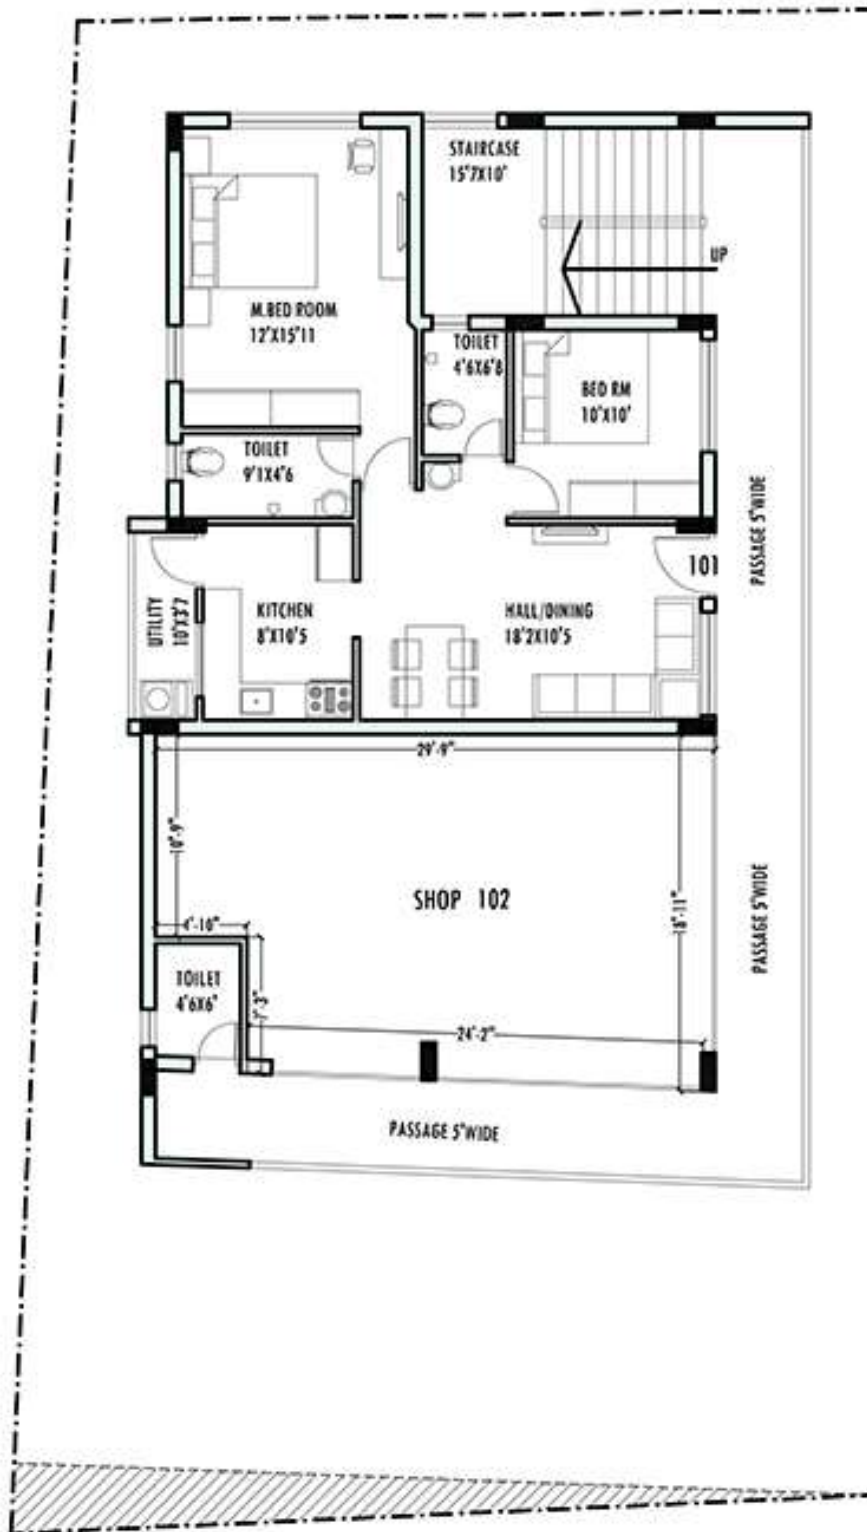 STAIRCASE
15'7X10'
UP
M.BED ROOM
12'X15'11
TOILET
4'6X6'8
BED RM
10'X10'
TOILET
9'1X4'6
PASSAGE 5'WIDE
101
UTILITY
10'X3'7
KITCHEN
8'X10'5
HALL/DINING
18'2X10'5
29'-9"
10'-9"
SHOP 102
18'-11"
PASSAGE 5'WIDE
4'-10"
TOILET
4'6X6'
7'-3"
24'-2"
PASSAGE 5'WIDE